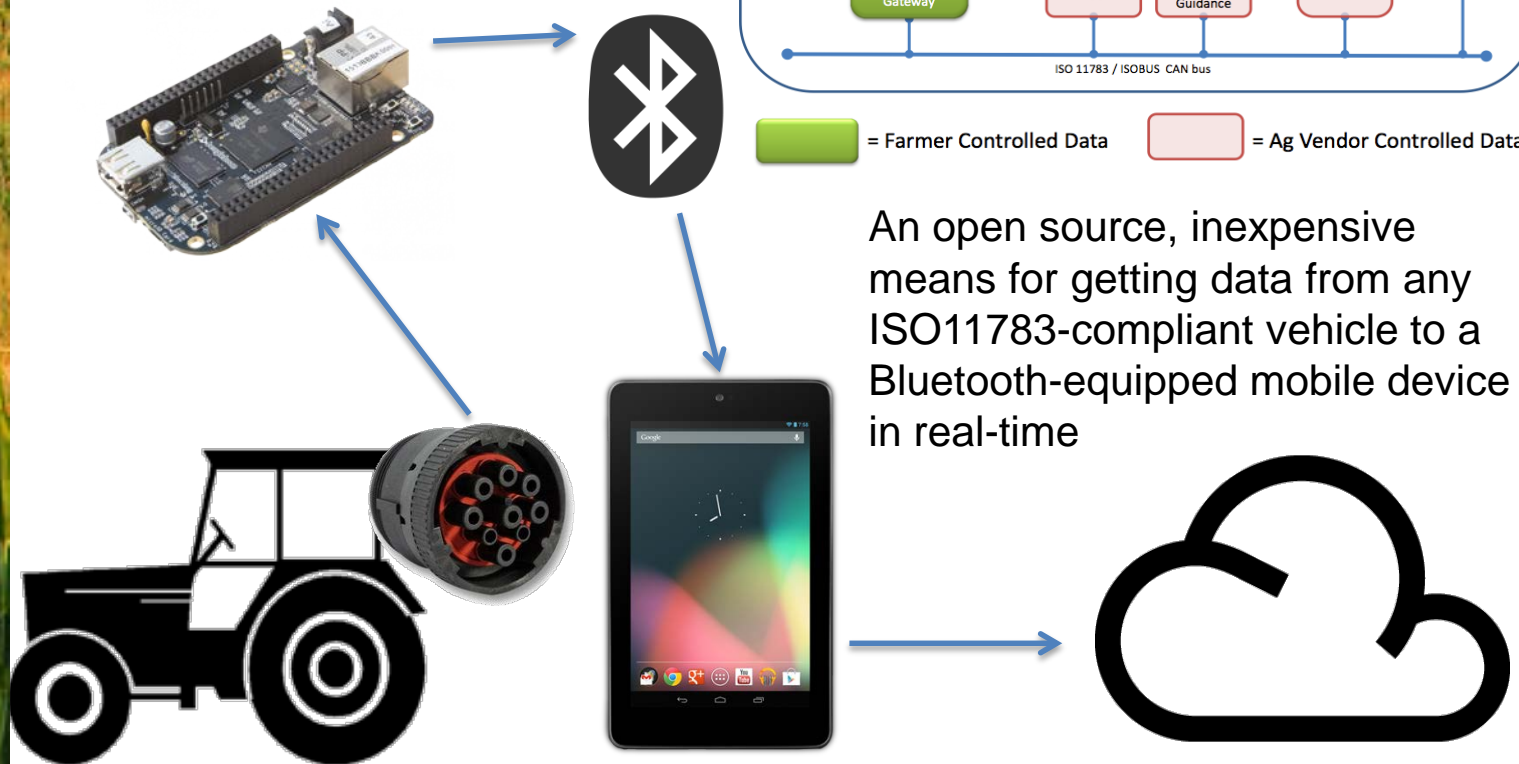 Gateway
Guidance
ISO 11783 / ISOBUS CAN bus
= Farmer Controlled Data
= Ag Vendor Controlled Data
An open source, inexpensive
means for getting data from any
ISO11783-compliant vehicle to a
Bluetooth-equipped mobile device
in real-time
Google